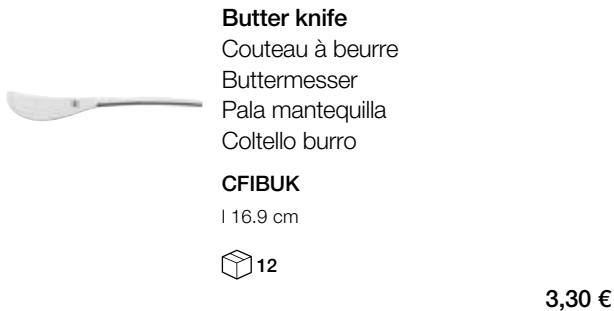 Butter knife
Couteau à beurre
Buttermesser
Pala mantequilla
Coltello burro
CFIBUK
l 16.9 cm
12
3,30 €